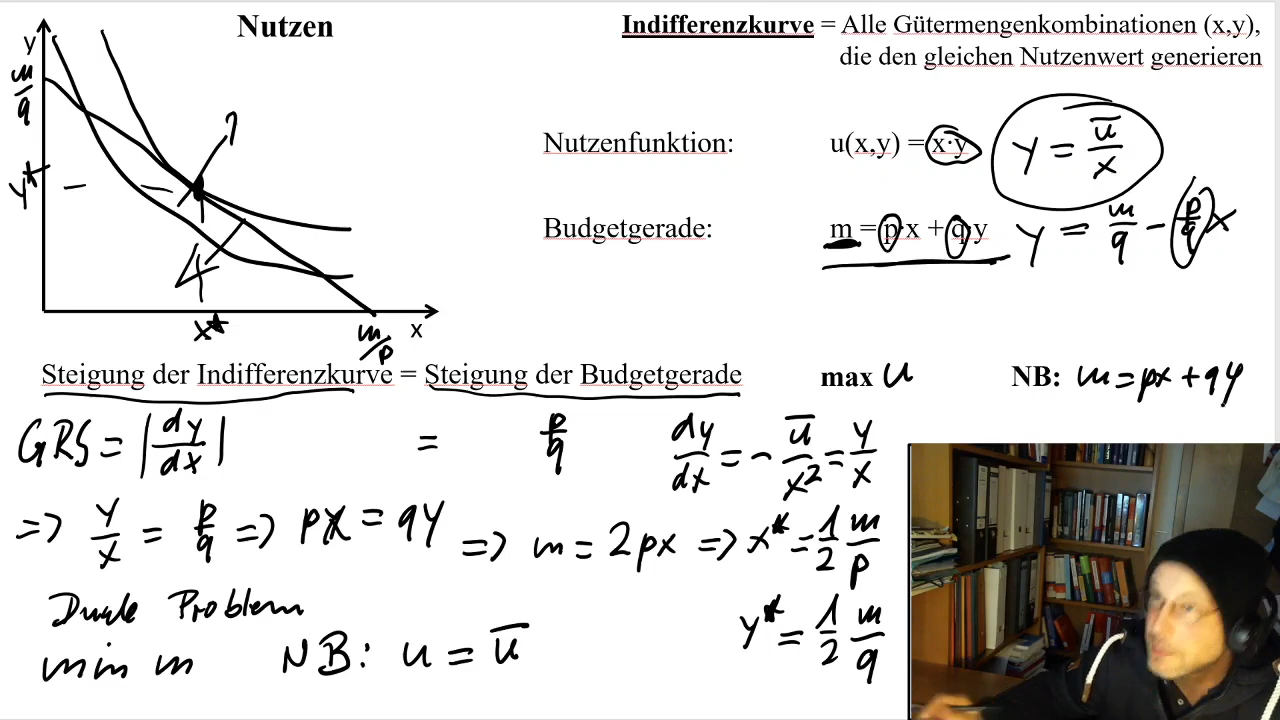 Nutzen
Indifferenzkurve = Alle Gütermengenkombinationen (x,y),
die den gleichen Nutzenwert generieren
y
m/q
y*
1
4
x*
m/p
x
Nutzenfunktion: u(x,y) = x·y y = ū/x
Budgetgerade: m = p·x + q·y y = m/q - p/q x
Steigung der Indifferenzkurve = Steigung der Budgetgerade
max u NB: m = px + qy
GRS = |dy/dx| = p/q dy/dx = - ū/x² = y/x
=> y/x = p/q => px = qy => m = 2px => x* = 1/2 m/p
y* = 1/2 m/q
Duale Problem
min m NB: u = ū